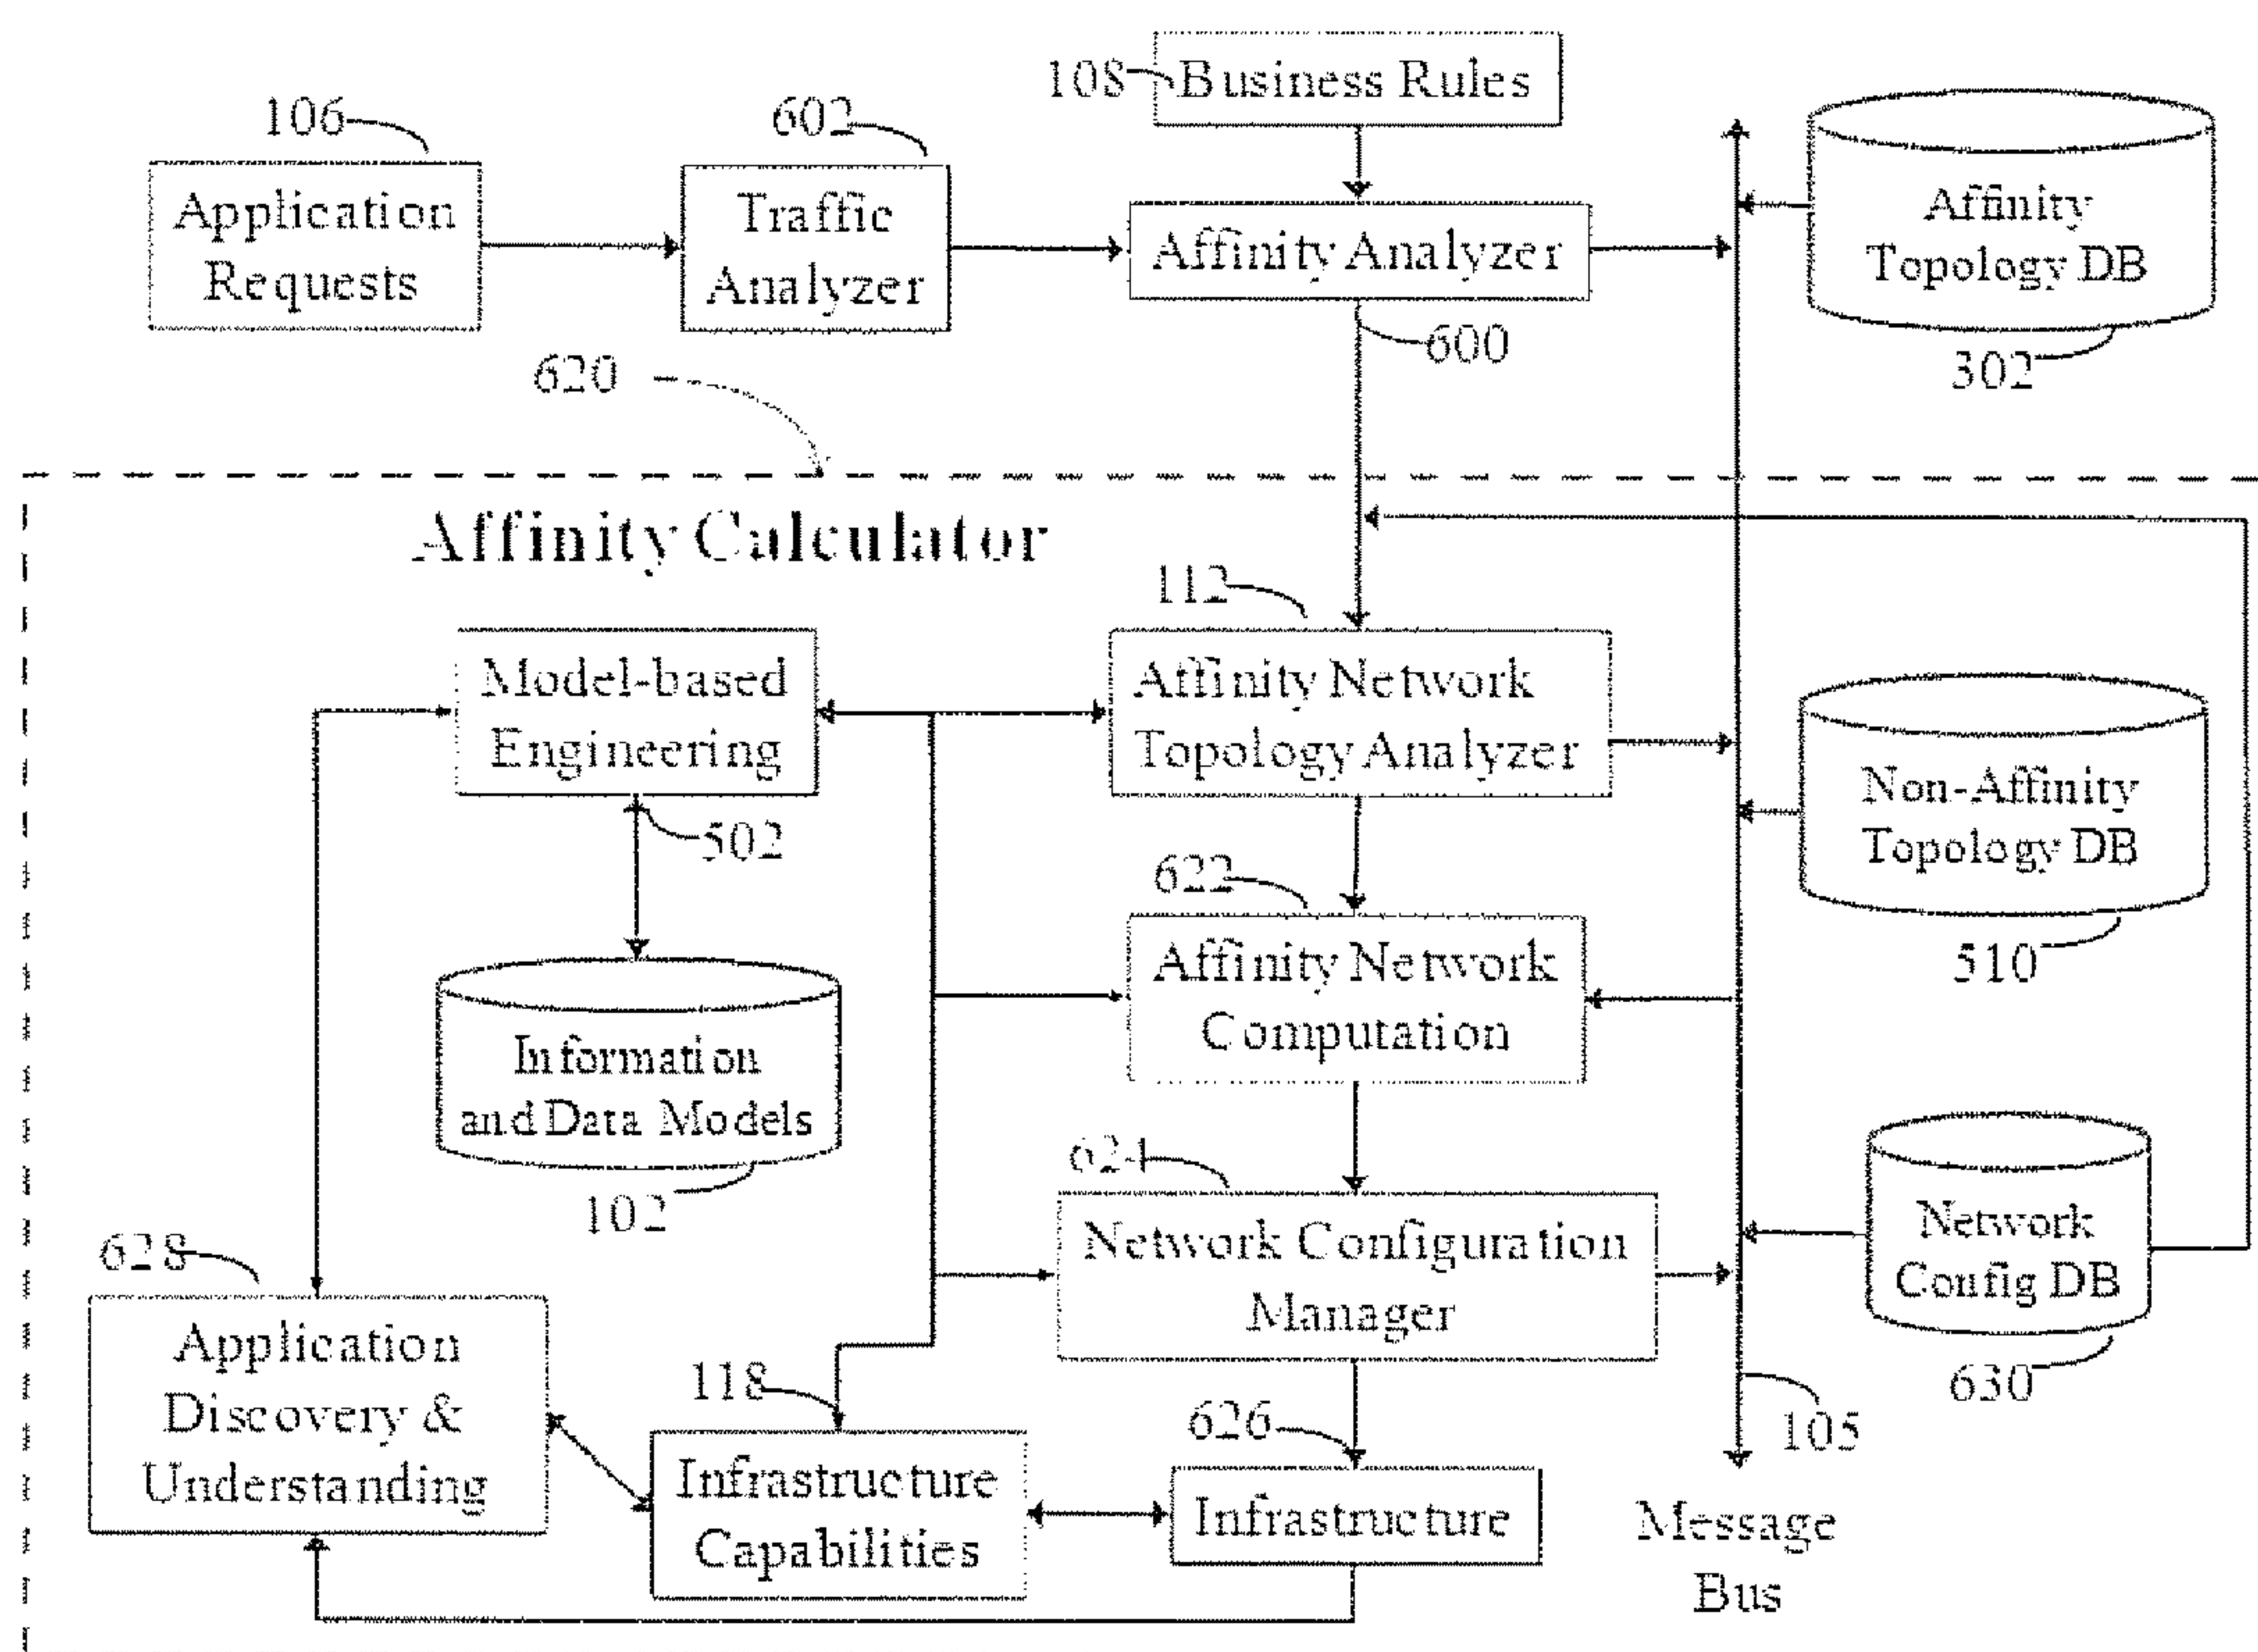 108
Business Rules
106
602
Application
Requests
Traffic
Analyzer
Affinity Analyzer
Affinity
Topology DB
600
302
620
Affinity Calculator
112
Model-based
Engineering
Affinity Network
Topology Analyzer
Non-Affinity
Topology DB
502
622
510
Affinity Network
Computation
Information
and Data Models
102
624
Network Configuration
Manager
Network
Config DB
628
Application
Discovery &
Understanding
118
626
630
105
Infrastructure
Capabilities
Infrastructure
Message
Bus